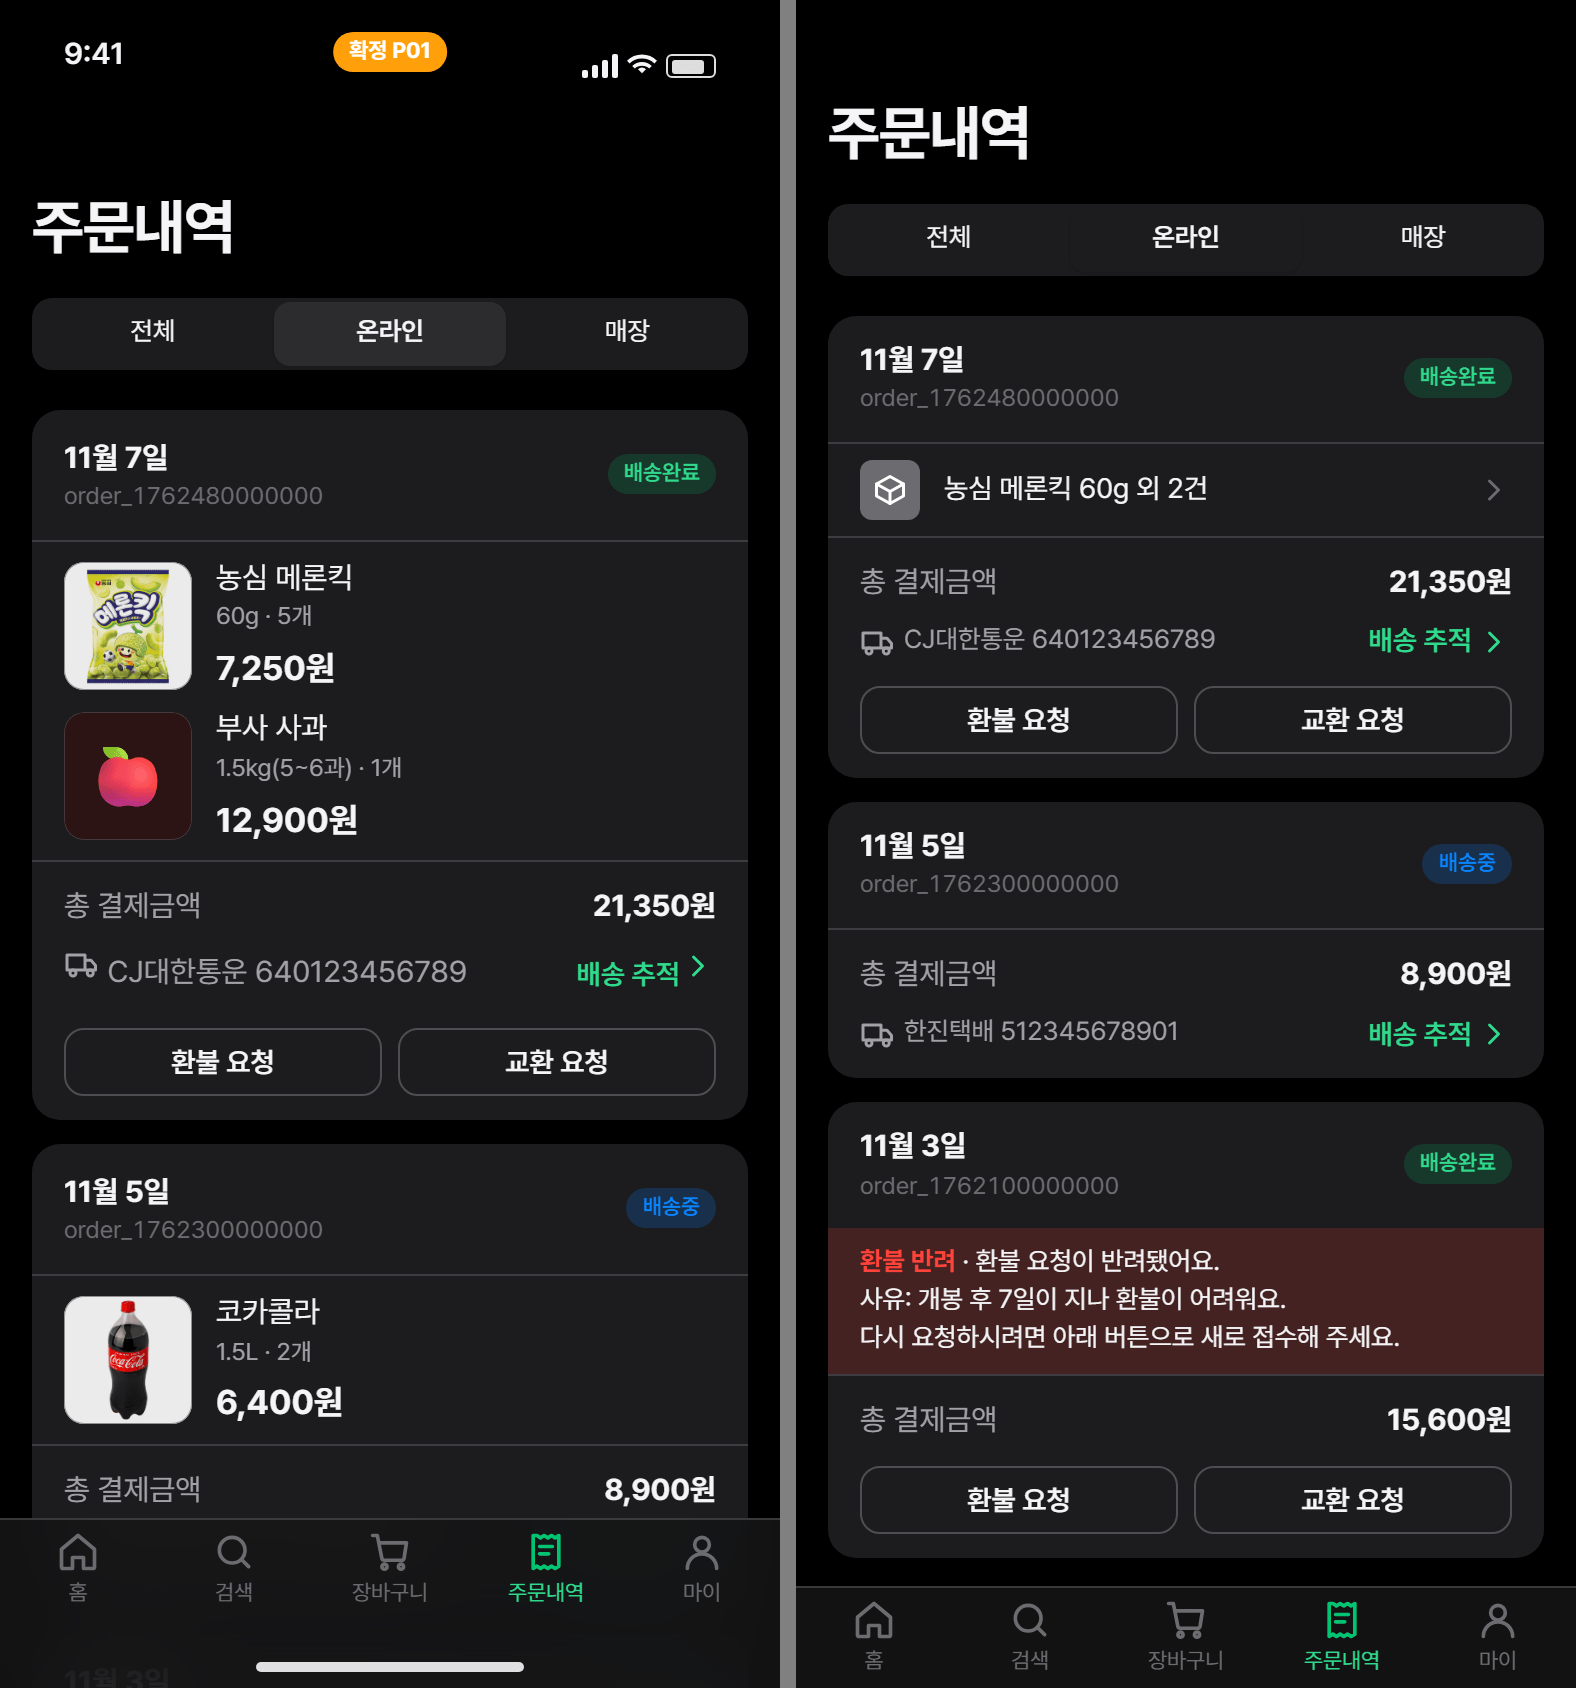 9:41
확정 P01
주문내역
전체
온라인
매장
11월 7일
order_1762480000000
배송완료
메론킥
농심 메론킥
60g · 5개
7,250원
부사 사과
1.5kg(5~6과) · 1개
12,900원
총 결제금액
21,350원
CJ대한통운 640123456789
배송 추적
환불 요청
교환 요청
11월 5일
order_1762300000000
배송중
Coca-Cola
코카콜라
1.5L · 2개
6,400원
총 결제금액
8,900원
홈
검색
장바구니
주문내역
마이
11월 3일
주문내역
전체
온라인
매장
11월 7일
order_1762480000000
배송완료
농심 메론킥 60g 외 2건
총 결제금액
21,350원
CJ대한통운 640123456789
배송 추적
환불 요청
교환 요청
11월 5일
order_1762300000000
배송중
총 결제금액
8,900원
한진택배 512345678901
배송 추적
11월 3일
order_1762100000000
배송완료
환불 반려 · 환불 요청이 반려됐어요.
사유: 개봉 후 7일이 지나 환불이 어려워요.
다시 요청하시려면 아래 버튼으로 새로 접수해 주세요.
총 결제금액
15,600원
환불 요청
교환 요청
홈
검색
장바구니
주문내역
마이